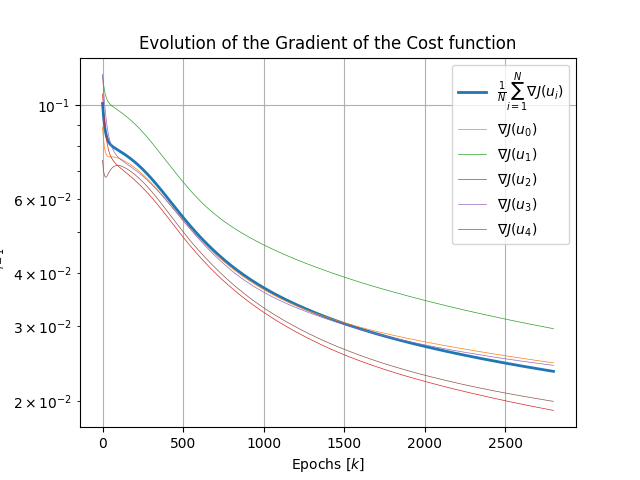 Evolution of the Gradient of the Cost function
10⁻¹
6 × 10⁻²
4 × 10⁻²
3 × 10⁻²
2 × 10⁻²
0 500 1000 1500 2000 2500
Epochs [k]
1/N ∑ᵢ₌₁ᴺ ∇J(uᵢ)
∇J(u₀)
∇J(u₁)
∇J(u₂)
∇J(u₃)
∇J(u₄)